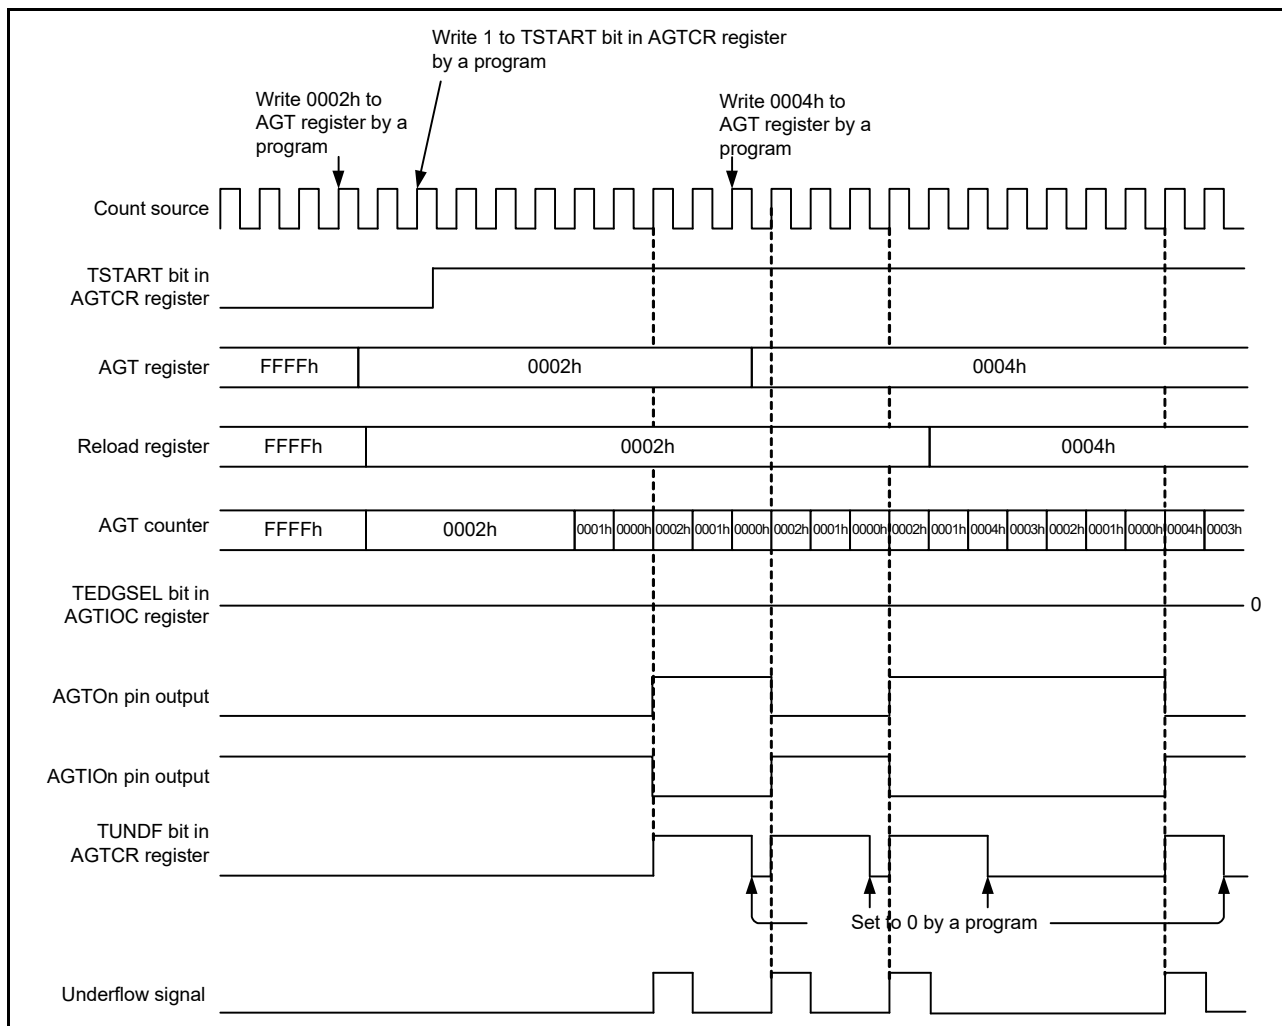 Write 1 to TSTART bit in AGTCR register
by a program
Write 0002h to
AGT register by a
program
Write 0004h to
AGT register by a
program
Count source
TSTART bit in
AGTCR register
AGT register
FFFFh
0002h
0004h
Reload register
FFFFh
0002h
0004h
AGT counter
FFFFh
0002h
0001h
0000h
0002h
0001h
0000h
0002h
0001h
0000h
0002h
0001h
0004h
0003h
0002h
0001h
0000h
0004h
0003h
TEDGSEL bit in
AGTIOC register
0
AGTOn pin output
AGTIOn pin output
TUNDF bit in
AGTCR register
Set to 0 by a program
Underflow signal